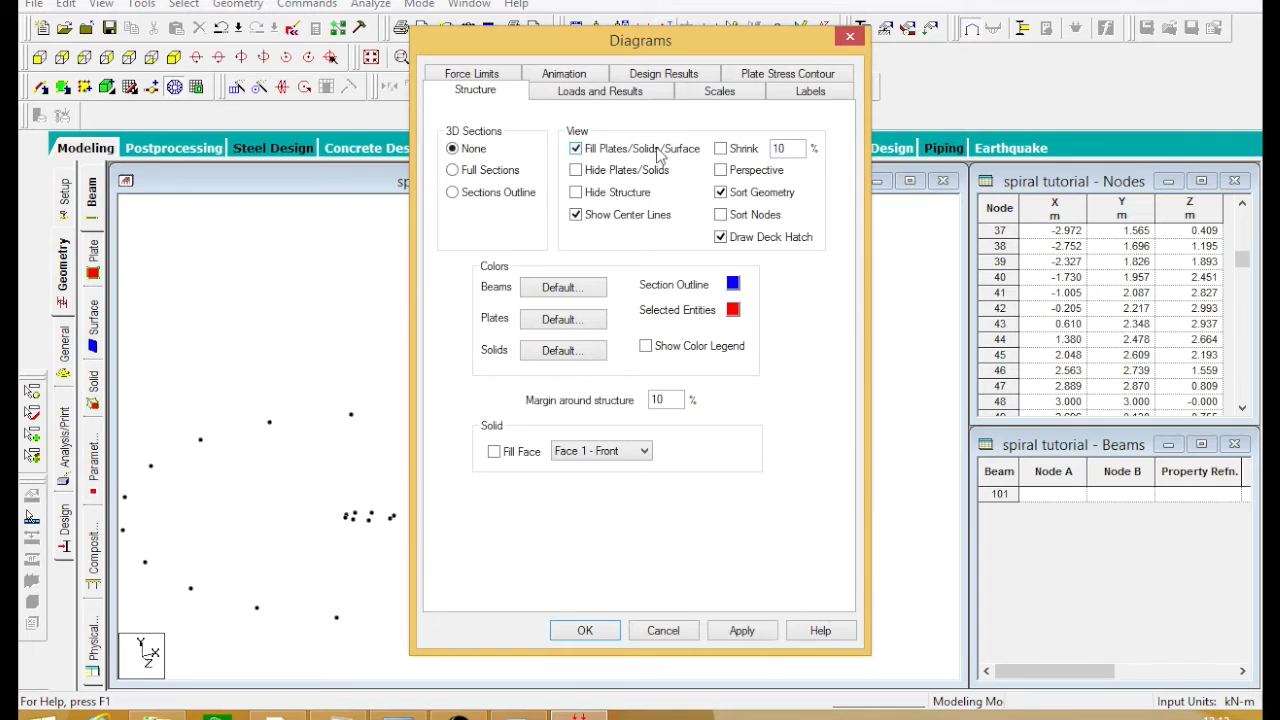 File Edit View Tools Select Geometry Commands Analyze Mode Window Help
Diagrams
Force Limits Animation Design Results Plate Stress Contour
Structure Loads and Results Scales Labels
3D Sections
None
Full Sections
Sections Outline
View
Fill Plates/Solids/Surface Shrink 10 %
Hide Plates/Solids Perspective
Hide Structure Sort Geometry
Show Center Lines Sort Nodes
Draw Deck Hatch
Colors
Beams Default... Section Outline
Plates Default... Selected Entities
Solids Default... Show Color Legend
Margin around structure 10 %
Solid
Fill Face Face 1 - Front
OK Cancel Apply Help
Modeling Postprocessing Steel Design Concrete Des Design Piping Earthquake
Setup
Geometry
General
Analysis/Print
Design
Beam
Plate
Surface
Solid
Paramet...
Composit...
Physical...
sp
Y
X
Z
spiral tutorial - Nodes
Node X m Y m Z m
37 -2.972 1.565 0.409
38 -2.752 1.696 1.195
39 -2.327 1.826 1.893
40 -1.730 1.957 2.451
41 -1.005 2.087 2.827
42 -0.205 2.217 2.993
43 0.610 2.348 2.937
44 1.380 2.478 2.664
45 2.048 2.609 2.193
46 2.563 2.739 1.559
47 2.889 2.870 0.809
48 3.000 3.000 -0.000
spiral tutorial - Beams
Beam Node A Node B Property Refn.
101
For Help, press F1 Modeling Mo Input Units: kN-m